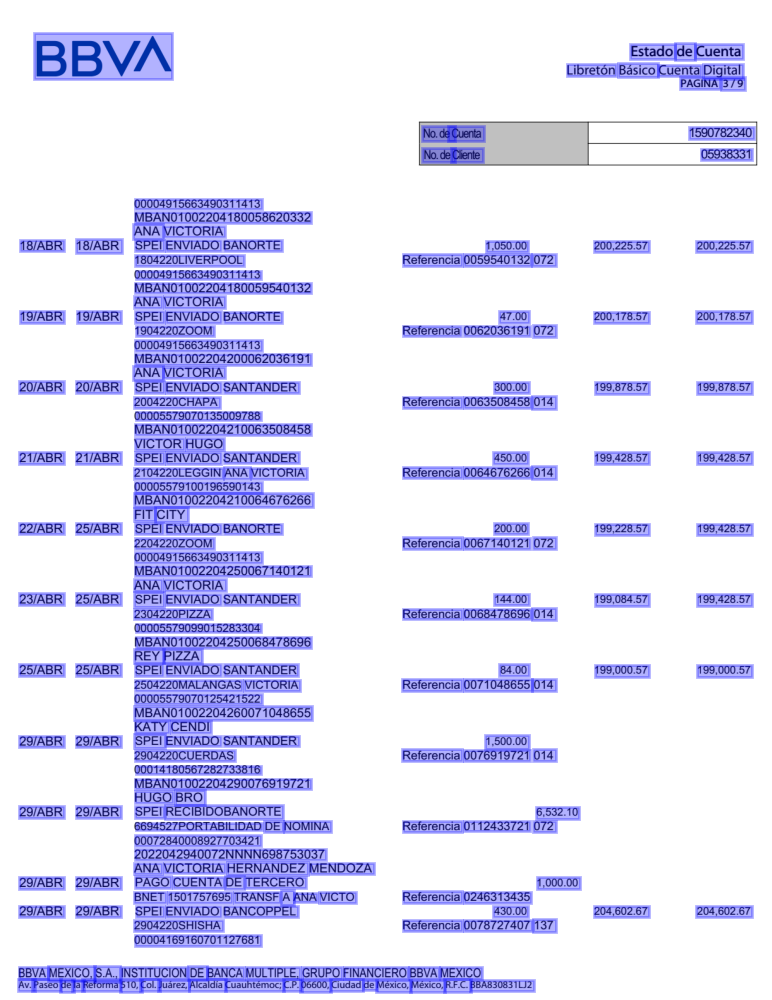 BBVA
Estado de Cuenta
Libretón Básico Cuenta Digital
PAGINA 3 / 9
No. de Cuenta 1590782340
No. de Cliente 05938331
00004915663490311413
MBAN01002204180058620332
ANA VICTORIA
18/ABR 18/ABR SPEI ENVIADO BANORTE 1,050.00 200,225.57 200,225.57
1804220LIVERPOOL Referencia 0059540132 072
00004915663490311413
MBAN01002204180059540132
ANA VICTORIA
19/ABR 19/ABR SPEI ENVIADO BANORTE 47.00 200,178.57 200,178.57
1904220ZOOM Referencia 0062036191 072
00004915663490311413
MBAN01002204200062036191
ANA VICTORIA
20/ABR 20/ABR SPEI ENVIADO SANTANDER 300.00 199,878.57 199,878.57
2004220CHAPA Referencia 0063508458 014
00005579070135009788
MBAN01002204210063508458
VICTOR HUGO
21/ABR 21/ABR SPEI ENVIADO SANTANDER 450.00 199,428.57 199,428.57
2104220LEGGIN ANA VICTORIA Referencia 0064676266 014
00005579100196590143
MBAN01002204210064676266
FIT CITY
22/ABR 25/ABR SPEI ENVIADO BANORTE 200.00 199,228.57 199,428.57
2204220ZOOM Referencia 0067140121 072
00004915663490311413
MBAN01002204250067140121
ANA VICTORIA
23/ABR 25/ABR SPEI ENVIADO SANTANDER 144.00 199,084.57 199,428.57
2304220PIZZA Referencia 0068478696 014
00005579099015283304
MBAN01002204250068478696
REY PIZZA
25/ABR 25/ABR SPEI ENVIADO SANTANDER 84.00 199,000.57 199,000.57
2504220MALANGAS VICTORIA Referencia 0071048655 014
00005579070125421522
MBAN01002204260071048655
KATY CENDI
29/ABR 29/ABR SPEI ENVIADO SANTANDER 1,500.00
2904220CUERDAS Referencia 0076919721 014
00014180567282733816
MBAN01002204290076919721
HUGO BRO
29/ABR 29/ABR SPEI RECIBIDOBANORTE 6,532.10
6694527PORTABILIDAD DE NOMINA Referencia 0112433721 072
00072840008927703421
2022042940072NNNN698753037
ANA VICTORIA HERNANDEZ MENDOZA
29/ABR 29/ABR PAGO CUENTA DE TERCERO 1,000.00
BNET 1501757695 TRANSF A ANA VICTO Referencia 0246313435
29/ABR 29/ABR SPEI ENVIADO BANCOPPEL 430.00 204,602.67 204,602.67
2904220SHISHA Referencia 0078727407 137
00004169160701127681
BBVA MEXICO, S.A., INSTITUCION DE BANCA MULTIPLE, GRUPO FINANCIERO BBVA MEXICO
Av. Paseo de la Reforma 510, Col. Juárez, Alcaldía Cuauhtémoc; C.P. 06600, Ciudad de México, México, R.F.C. BBA830831LJ2